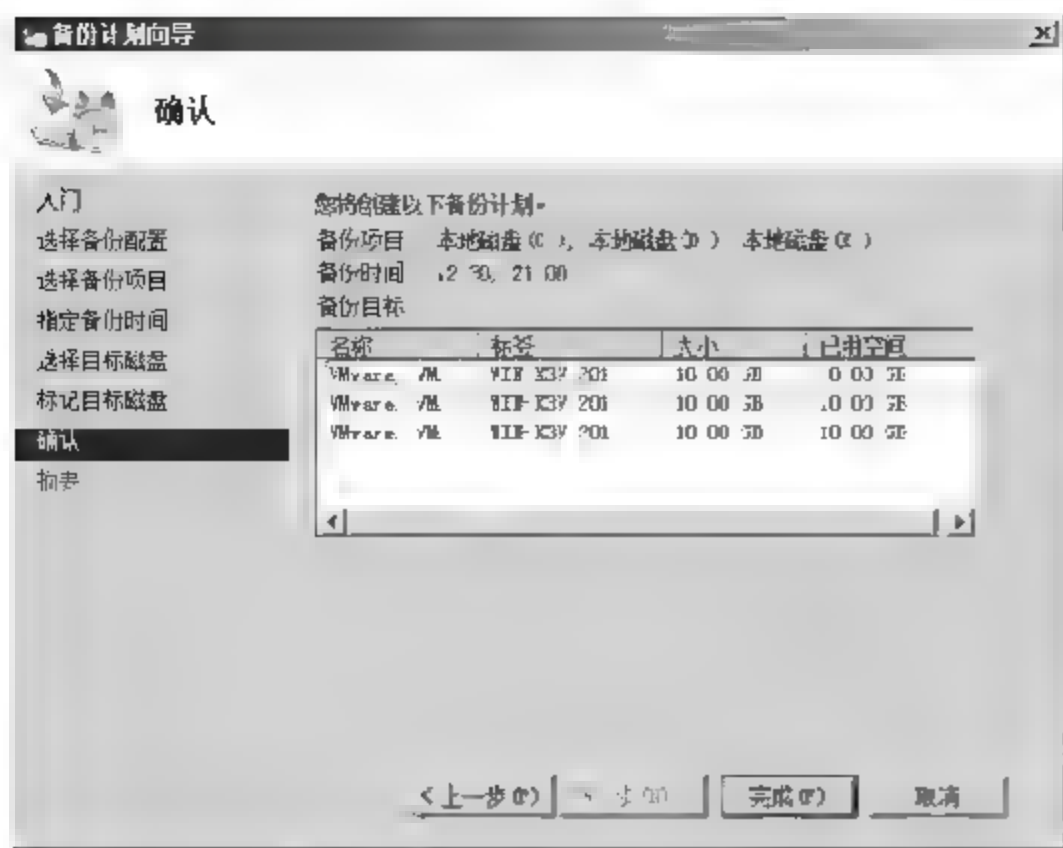 备份计划向导
确认
入门
选择备份配置
选择备份项目
指定备份时间
选择目标磁盘
标记目标磁盘
确认
摘要
您将创建以下备份计划。
备份项目 本地磁盘(C ), 本地磁盘(D ) 本地磁盘(E )
备份时间 21 00
备份目标
名称 标签 大小 已用空间
VMware, VM 10 00 GB
VMware, VM 10 00 GB
VMware, VM 10 00 GB
<上一步(P) 完成(F) 取消